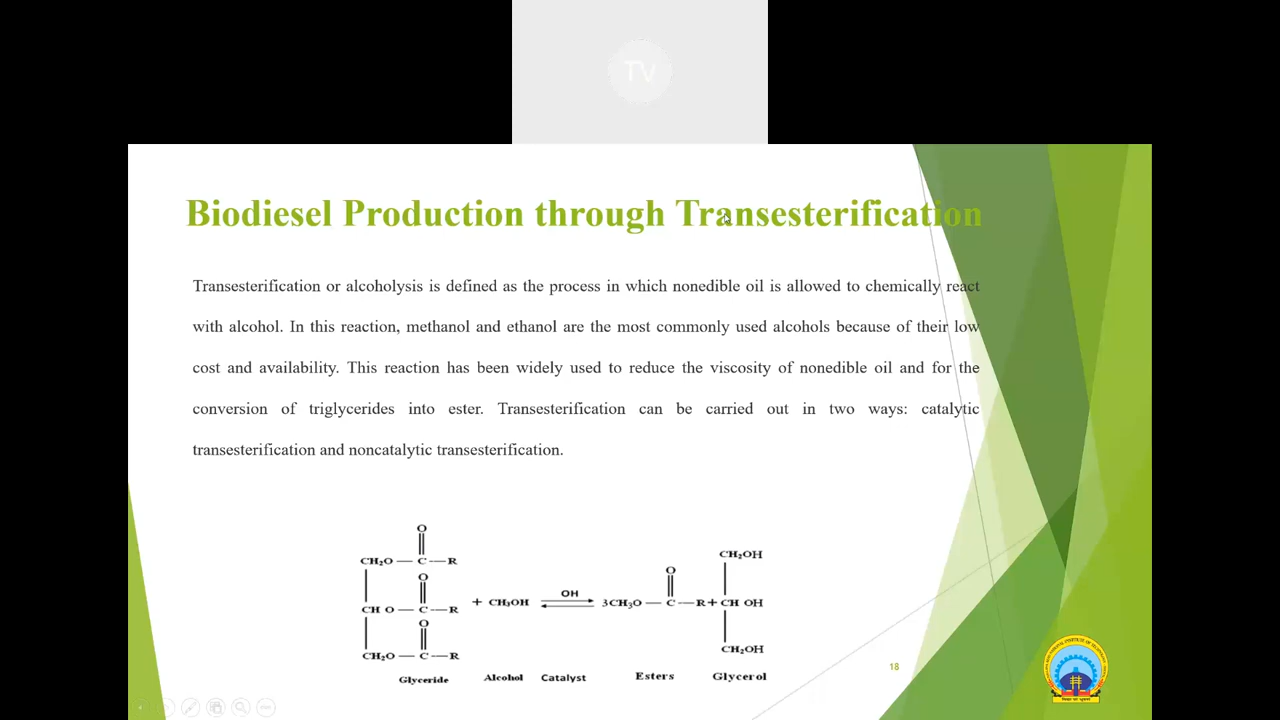 TV
Biodiesel Production through Transesterification
Transesterification or alcoholysis is defined as the process in which nonedible oil is allowed to chemically react
with alcohol. In this reaction, methanol and ethanol are the most commonly used alcohols because of their low
cost and availability. This reaction has been widely used to reduce the viscosity of nonedible oil and for the
conversion of triglycerides into ester. Transesterification can be carried out in two ways: catalytic
transesterification and noncatalytic transesterification.
O
CH₂O — C — R
O
CH O — C — R
O
CH₂O — C — R
+ CH₃OH
OH
O
3CH₃O — C — R + CH OH
CH₂OH
CH₂OH
Glyceride Alcohol Catalyst Esters Glycerol
18